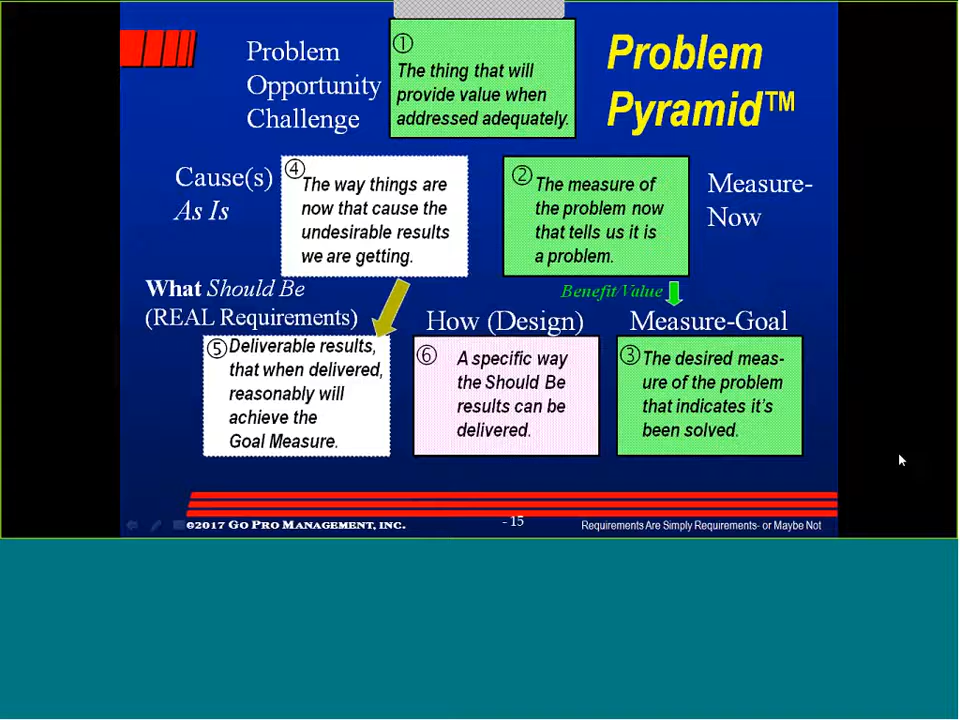 Problem
Opportunity
Challenge
①
The thing that will
provide value when
addressed adequately.
Problem
Pyramid™
Cause(s)
As Is
④
The way things are
now that cause the
undesirable results
we are getting.
②
The measure of
the problem now
that tells us it is
a problem.
Measure-
Now
What Should Be
(REAL Requirements)
Benefit/Value
⑤
Deliverable results,
that when delivered,
reasonably will
achieve the
Goal Measure.
How (Design)
⑥
A specific way
the Should Be
results can be
delivered.
Measure-Goal
③
The desired meas-
ure of the problem
that indicates it's
been solved.
©2017 GO PRO MANAGEMENT, INC.
- 15
Requirements Are Simply Requirements- or Maybe Not